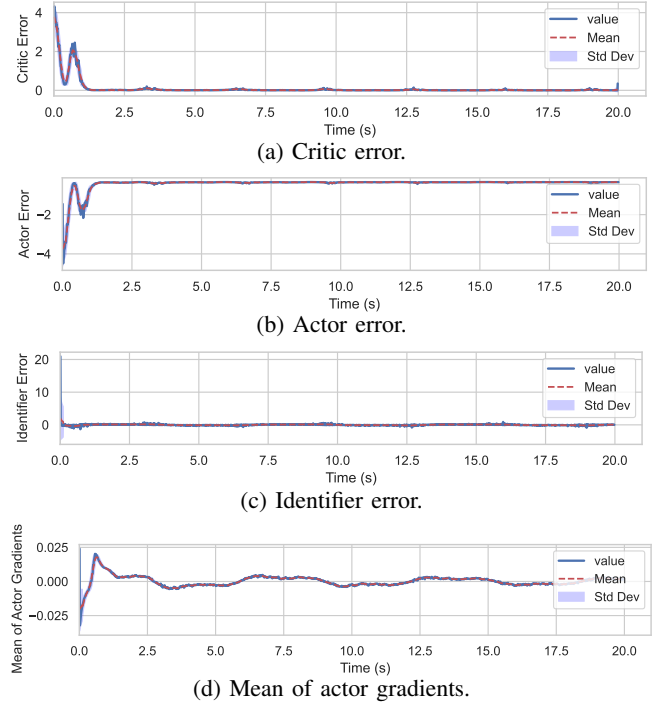 Critic Error
4
2
0
value
Mean
Std Dev
0.0 2.5 5.0 7.5 10.0 12.5 15.0 17.5 20.0
Time (s)
(a) Critic error.
Actor Error
−2
−4
value
Mean
Std Dev
0.0 2.5 5.0 7.5 10.0 12.5 15.0 17.5 20.0
Time (s)
(b) Actor error.
Identifier Error
20
10
0
value
Mean
Std Dev
0.0 2.5 5.0 7.5 10.0 12.5 15.0 17.5 20.0
Time (s)
(c) Identifier error.
Mean of Actor Gradients
0.025
0.000
−0.025
value
Mean
Std Dev
0.0 2.5 5.0 7.5 10.0 12.5 15.0 17.5 20.0
Time (s)
(d) Mean of actor gradients.